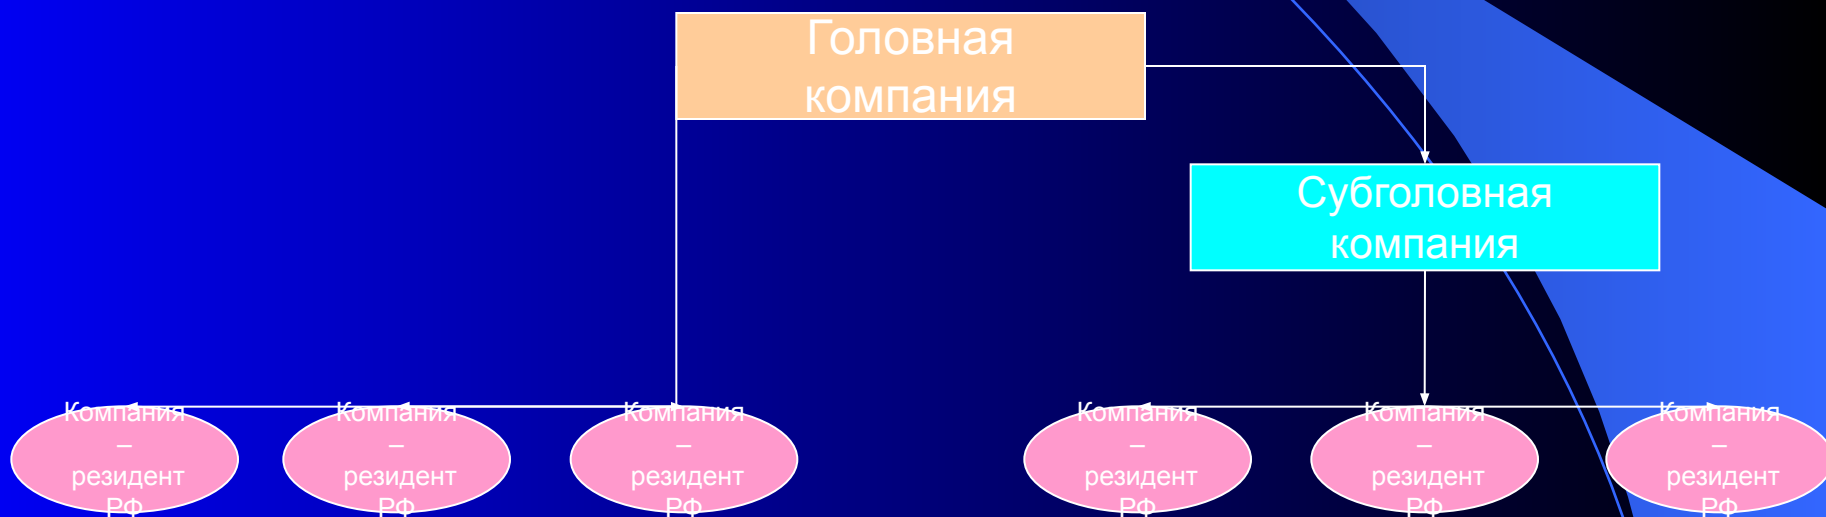 Головная
компания
Субголовная
компания
Компания
–
резидент
РФ
Компания
–
резидент
РФ
Компания
–
резидент
РФ
Компания
–
резидент
РФ
Компания
–
резидент
РФ
Компания
–
резидент
РФ